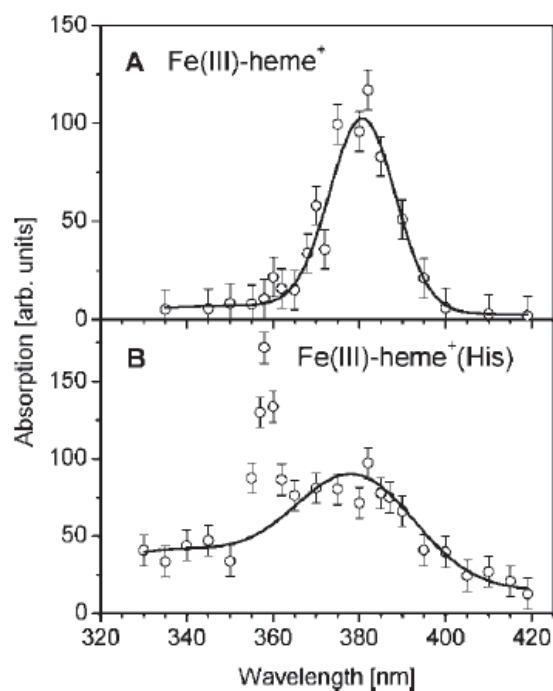 150
A Fe(III)-heme⁺
100
50
0
B Fe(III)-heme⁺(His)
150
100
50
0
Absorption [arb. units]
320 340 360 380 400 420
Wavelength [nm]